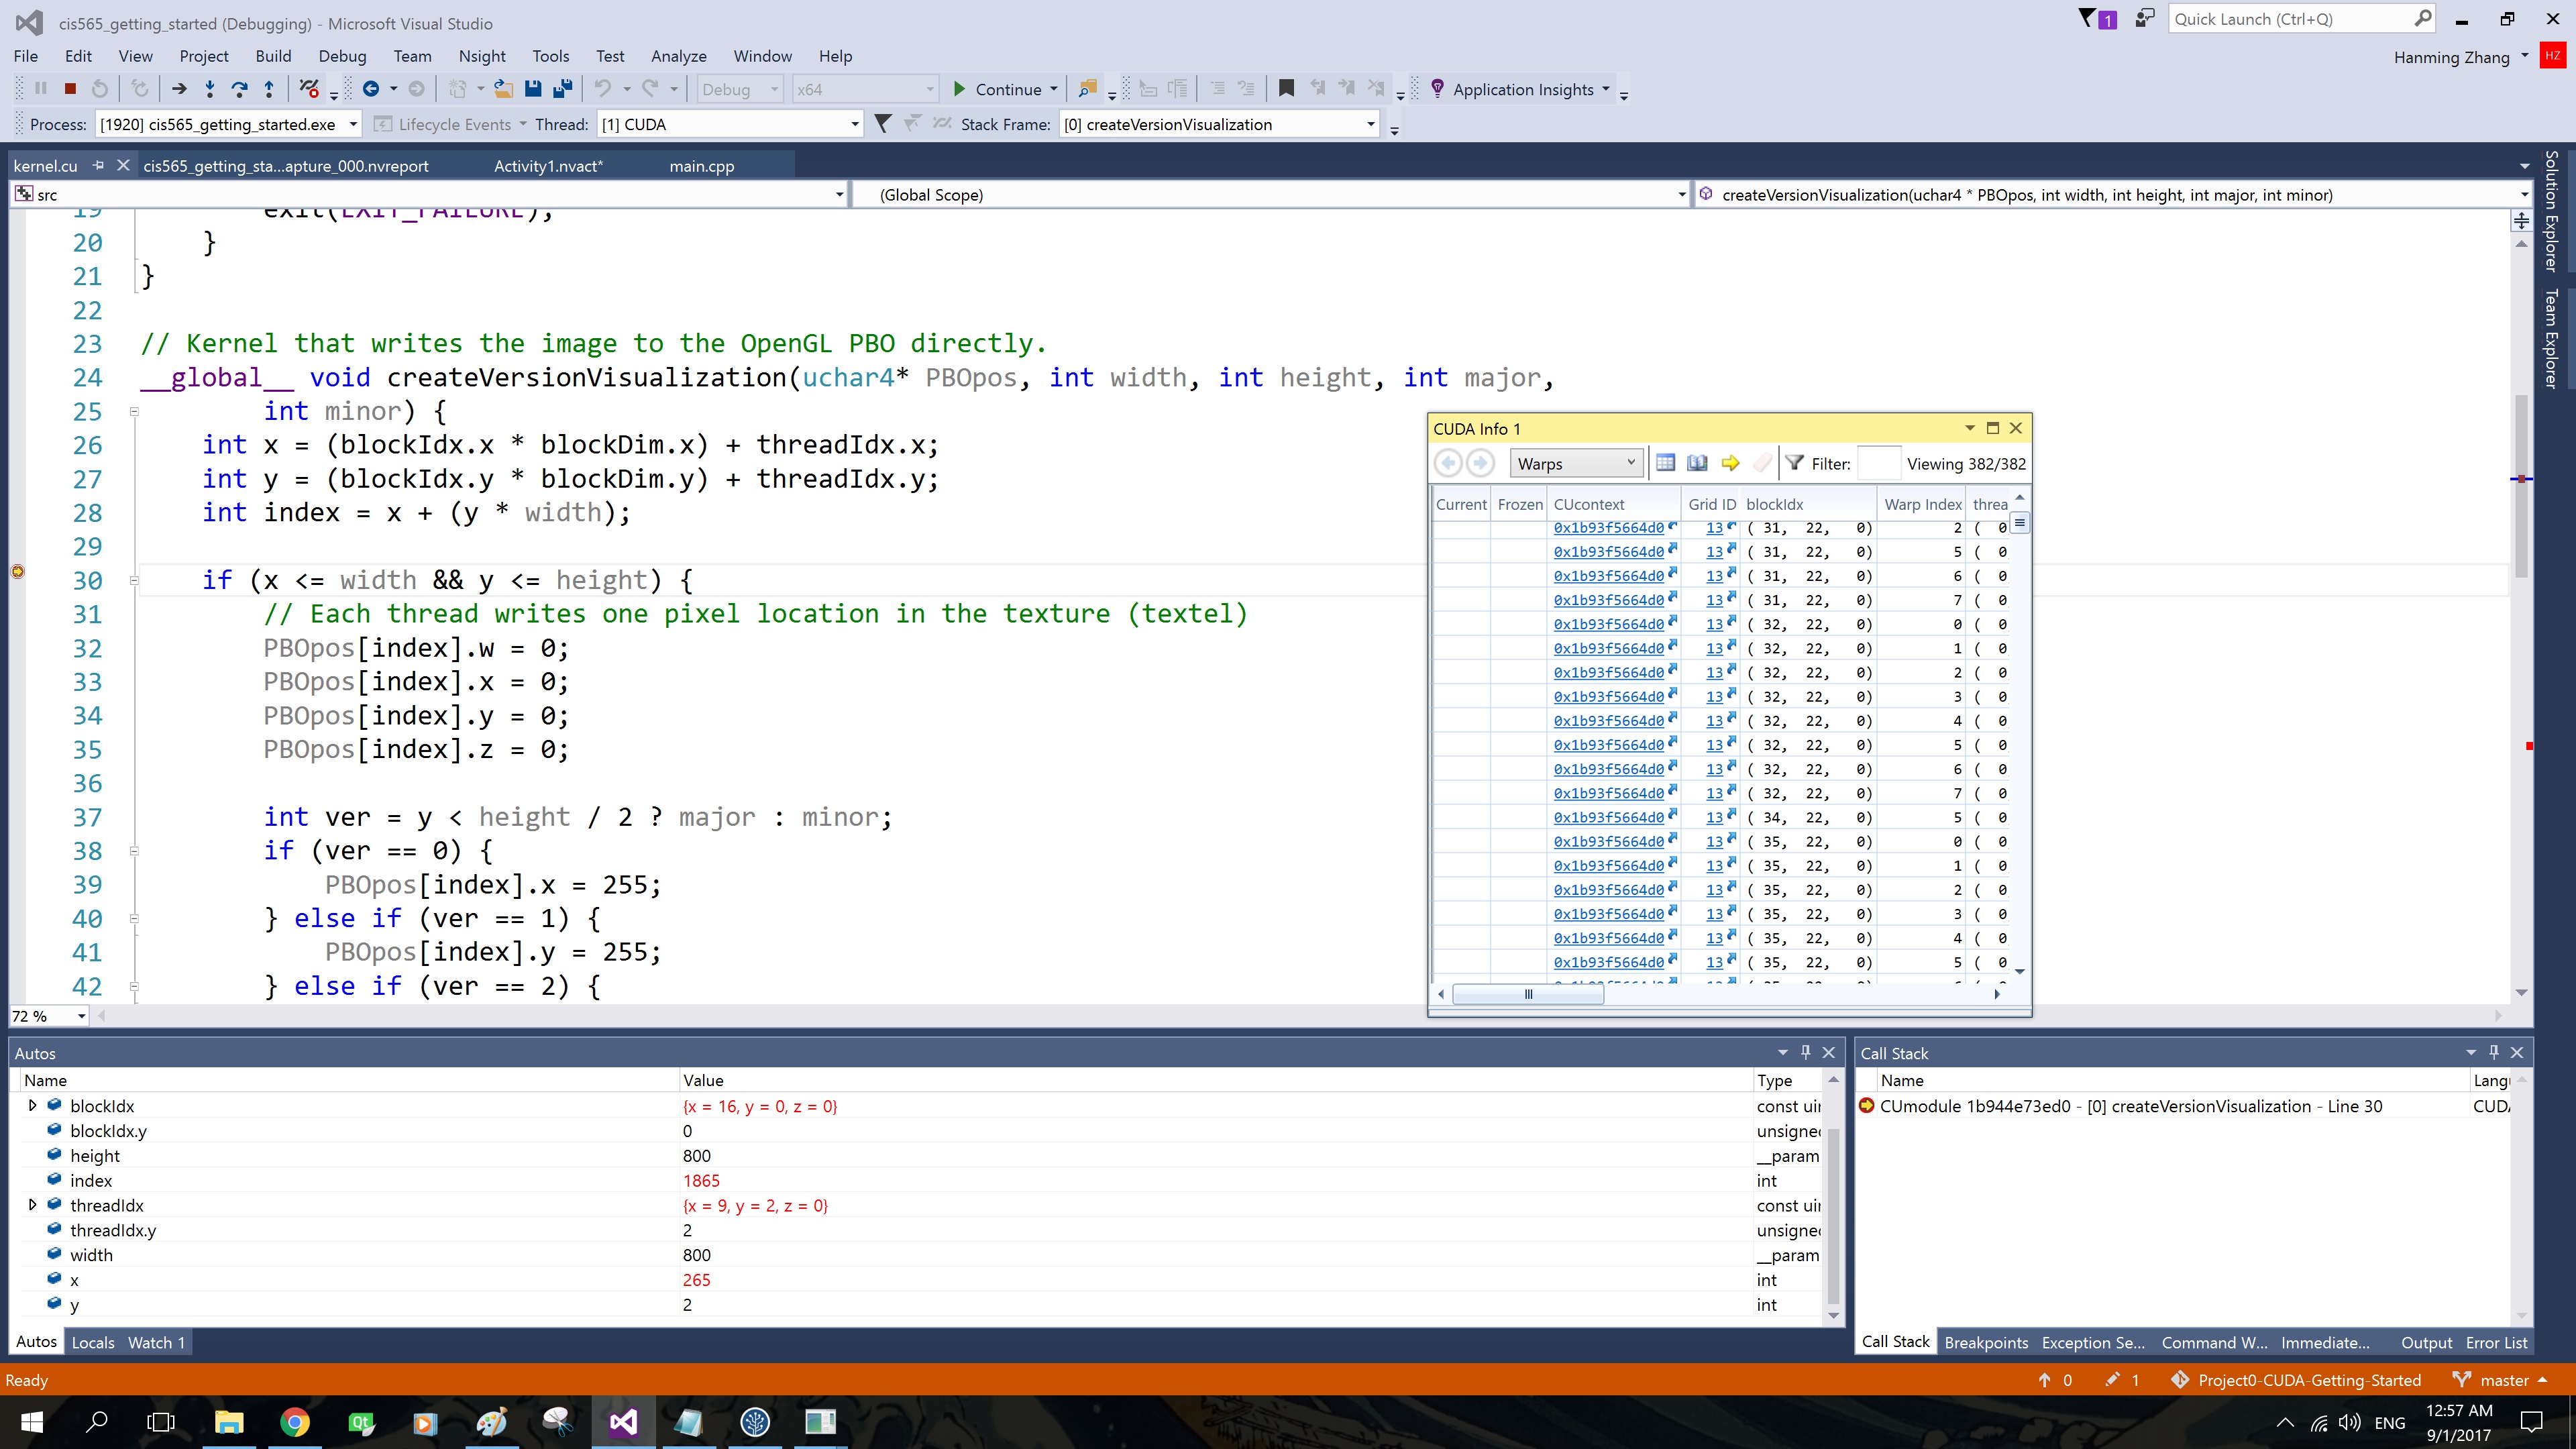 cis565_getting_started (Debugging) - Microsoft Visual Studio
1
Quick Launch (Ctrl+Q)
File Edit View Project Build Debug Team Nsight Tools Test Analyze Window Help
Hanming Zhang
HZ
Debug x64 Continue Application Insights
Process: [1920] cis565_getting_started.exe Lifecycle Events Thread: [1] CUDA Stack Frame: [0] createVersionVisualization
kernel.cu cis565_getting_sta...apture_000.nvreport Activity1.nvact* main.cpp
src (Global Scope) createVersionVisualization(uchar4 * PBOpos, int width, int height, int major, int minor)
Solution Explorer
Team Explorer
19 exit(EXIT_FAILURE);
20 }
21 }
22
23 // Kernel that writes the image to the OpenGL PBO directly.
24 __global__ void createVersionVisualization(uchar4* PBOpos, int width, int height, int major,
25 int minor) {
26 int x = (blockIdx.x * blockDim.x) + threadIdx.x;
27 int y = (blockIdx.y * blockDim.y) + threadIdx.y;
28 int index = x + (y * width);
29
30 if (x <= width && y <= height) {
31 // Each thread writes one pixel location in the texture (textel)
32 PBOpos[index].w = 0;
33 PBOpos[index].x = 0;
34 PBOpos[index].y = 0;
35 PBOpos[index].z = 0;
36
37 int ver = y < height / 2 ? major : minor;
38 if (ver == 0) {
39 PBOpos[index].x = 255;
40 } else if (ver == 1) {
41 PBOpos[index].y = 255;
42 } else if (ver == 2) {
72 %
CUDA Info 1
Warps Filter: Viewing 382/382
Current Frozen CUcontext Grid ID blockIdx Warp Index threa
0x1b93f5664d0 13 ( 31, 22, 0) 2 ( 0
0x1b93f5664d0 13 ( 31, 22, 0) 5 ( 0
0x1b93f5664d0 13 ( 31, 22, 0) 6 ( 0
0x1b93f5664d0 13 ( 31, 22, 0) 7 ( 0
0x1b93f5664d0 13 ( 32, 22, 0) 0 ( 0
0x1b93f5664d0 13 ( 32, 22, 0) 1 ( 0
0x1b93f5664d0 13 ( 32, 22, 0) 2 ( 0
0x1b93f5664d0 13 ( 32, 22, 0) 3 ( 0
0x1b93f5664d0 13 ( 32, 22, 0) 4 ( 0
0x1b93f5664d0 13 ( 32, 22, 0) 5 ( 0
0x1b93f5664d0 13 ( 32, 22, 0) 6 ( 0
0x1b93f5664d0 13 ( 32, 22, 0) 7 ( 0
0x1b93f5664d0 13 ( 34, 22, 0) 5 ( 0
0x1b93f5664d0 13 ( 35, 22, 0) 0 ( 0
0x1b93f5664d0 13 ( 35, 22, 0) 1 ( 0
0x1b93f5664d0 13 ( 35, 22, 0) 2 ( 0
0x1b93f5664d0 13 ( 35, 22, 0) 3 ( 0
0x1b93f5664d0 13 ( 35, 22, 0) 4 ( 0
0x1b93f5664d0 13 ( 35, 22, 0) 5 ( 0
Autos
Name Value Type
blockIdx {x = 16, y = 0, z = 0} const uin
blockIdx.y 0 unsigned
height 800 __param
index 1865 int
threadIdx {x = 9, y = 2, z = 0} const uin
threadIdx.y 2 unsigned
width 800 __param
x 265 int
y 2 int
Autos Locals Watch 1
Call Stack
Name Langu
CUmodule 1b944e73ed0 - [0] createVersionVisualization - Line 30 CUDA
Call Stack Breakpoints Exception Se... Command W... Immediate... Output Error List
Ready
0 1 Project0-CUDA-Getting-Started master
ENG
12:57 AM
9/1/2017